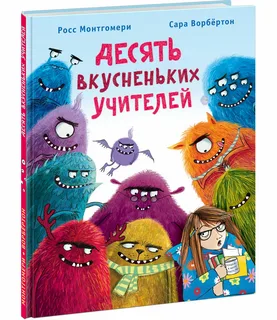 Росс Монтгомери
Сара Ворбёртон
ДЕСЯТЬ
ВКУСНЕНЬКИХ
УЧИТЕЛЕЙ